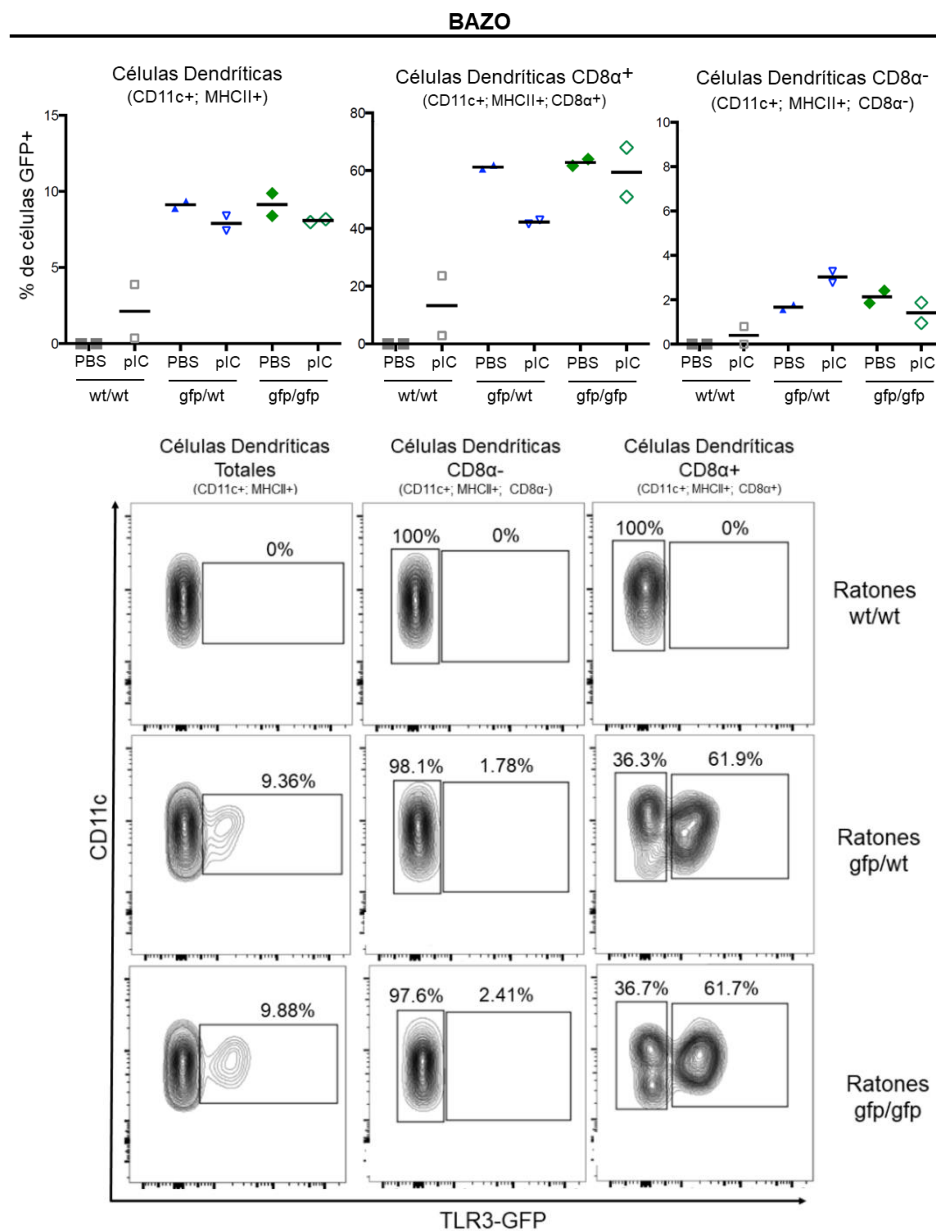 BAZO
Células Dendríticas
(CD11c+; MHCII+)
% de células GFP+
15
10
5
0
PBS pIC PBS pIC PBS pIC
wt/wt gfp/wt gfp/gfp
Células Dendríticas CD8α+
(CD11c+; MHCII+; CD8α+)
80
60
40
20
0
PBS pIC PBS pIC PBS pIC
wt/wt gfp/wt gfp/gfp
Células Dendríticas CD8α-
(CD11c+; MHCII+; CD8α-)
10
8
6
4
2
0
PBS pIC PBS pIC PBS pIC
wt/wt gfp/wt gfp/gfp
Células Dendríticas
Totales
(CD11c+: MHCII+)
Células Dendríticas
CD8α-
(CD11c+; MHCII+; CD8α-)
Células Dendríticas
CD8α+
(CD11c+; MHCII+; CD8α+)
0%
100% 0%
100% 0%
Ratones
wt/wt
9.36%
98.1% 1.78%
36.3% 61.9%
Ratones
gfp/wt
9.88%
97.6% 2.41%
36.7% 61.7%
Ratones
gfp/gfp
CD11c
TLR3-GFP